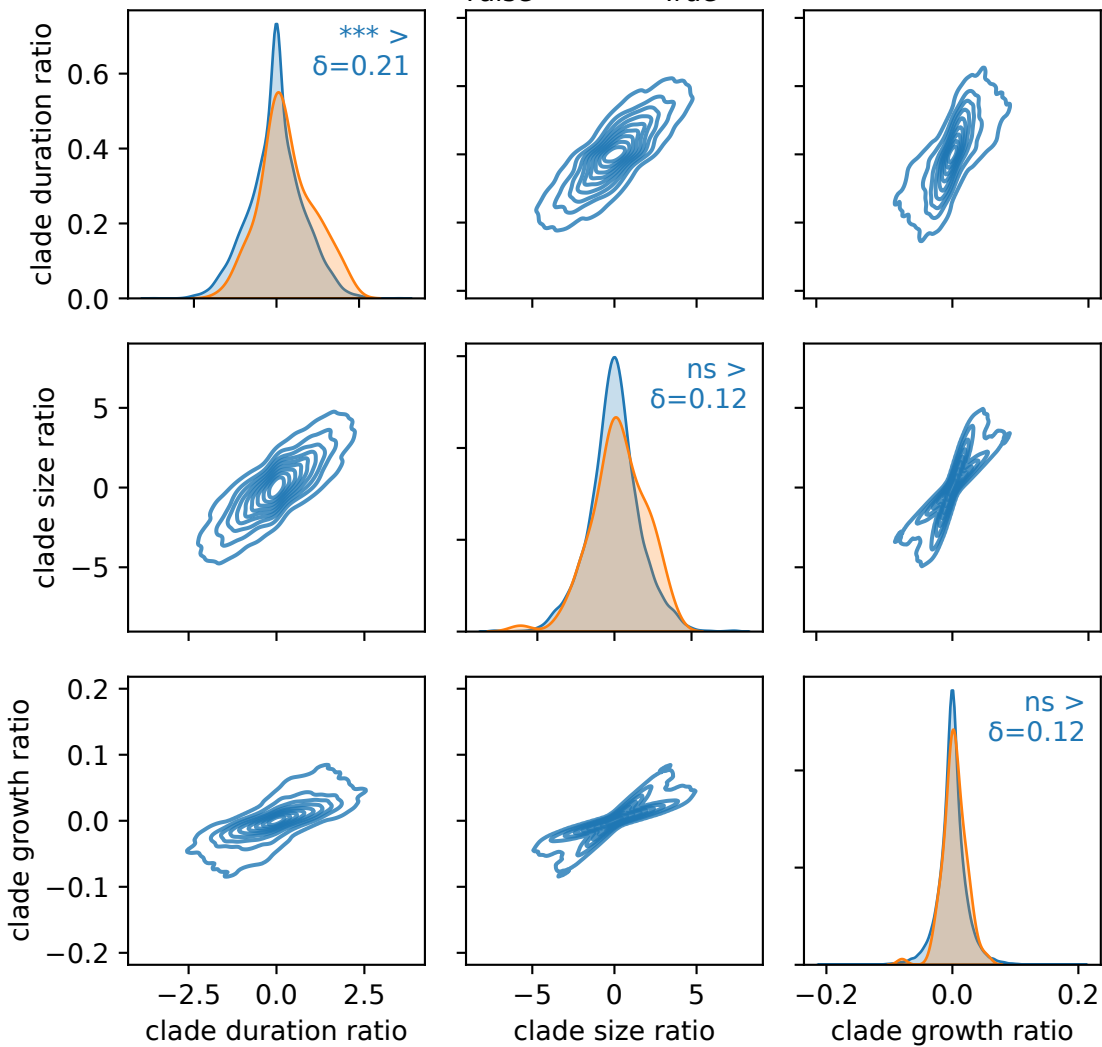 *** >
δ=0.21
clade duration ratio
0.6
0.4
0.2
0.0
ns >
δ=0.12
clade size ratio
5
0
−5
ns >
δ=0.12
clade growth ratio
0.2
0.1
0.0
−0.1
−0.2
−2.5 0.0 2.5
−5 0 5
−0.2 0.0 0.2
clade duration ratio
clade size ratio
clade growth ratio